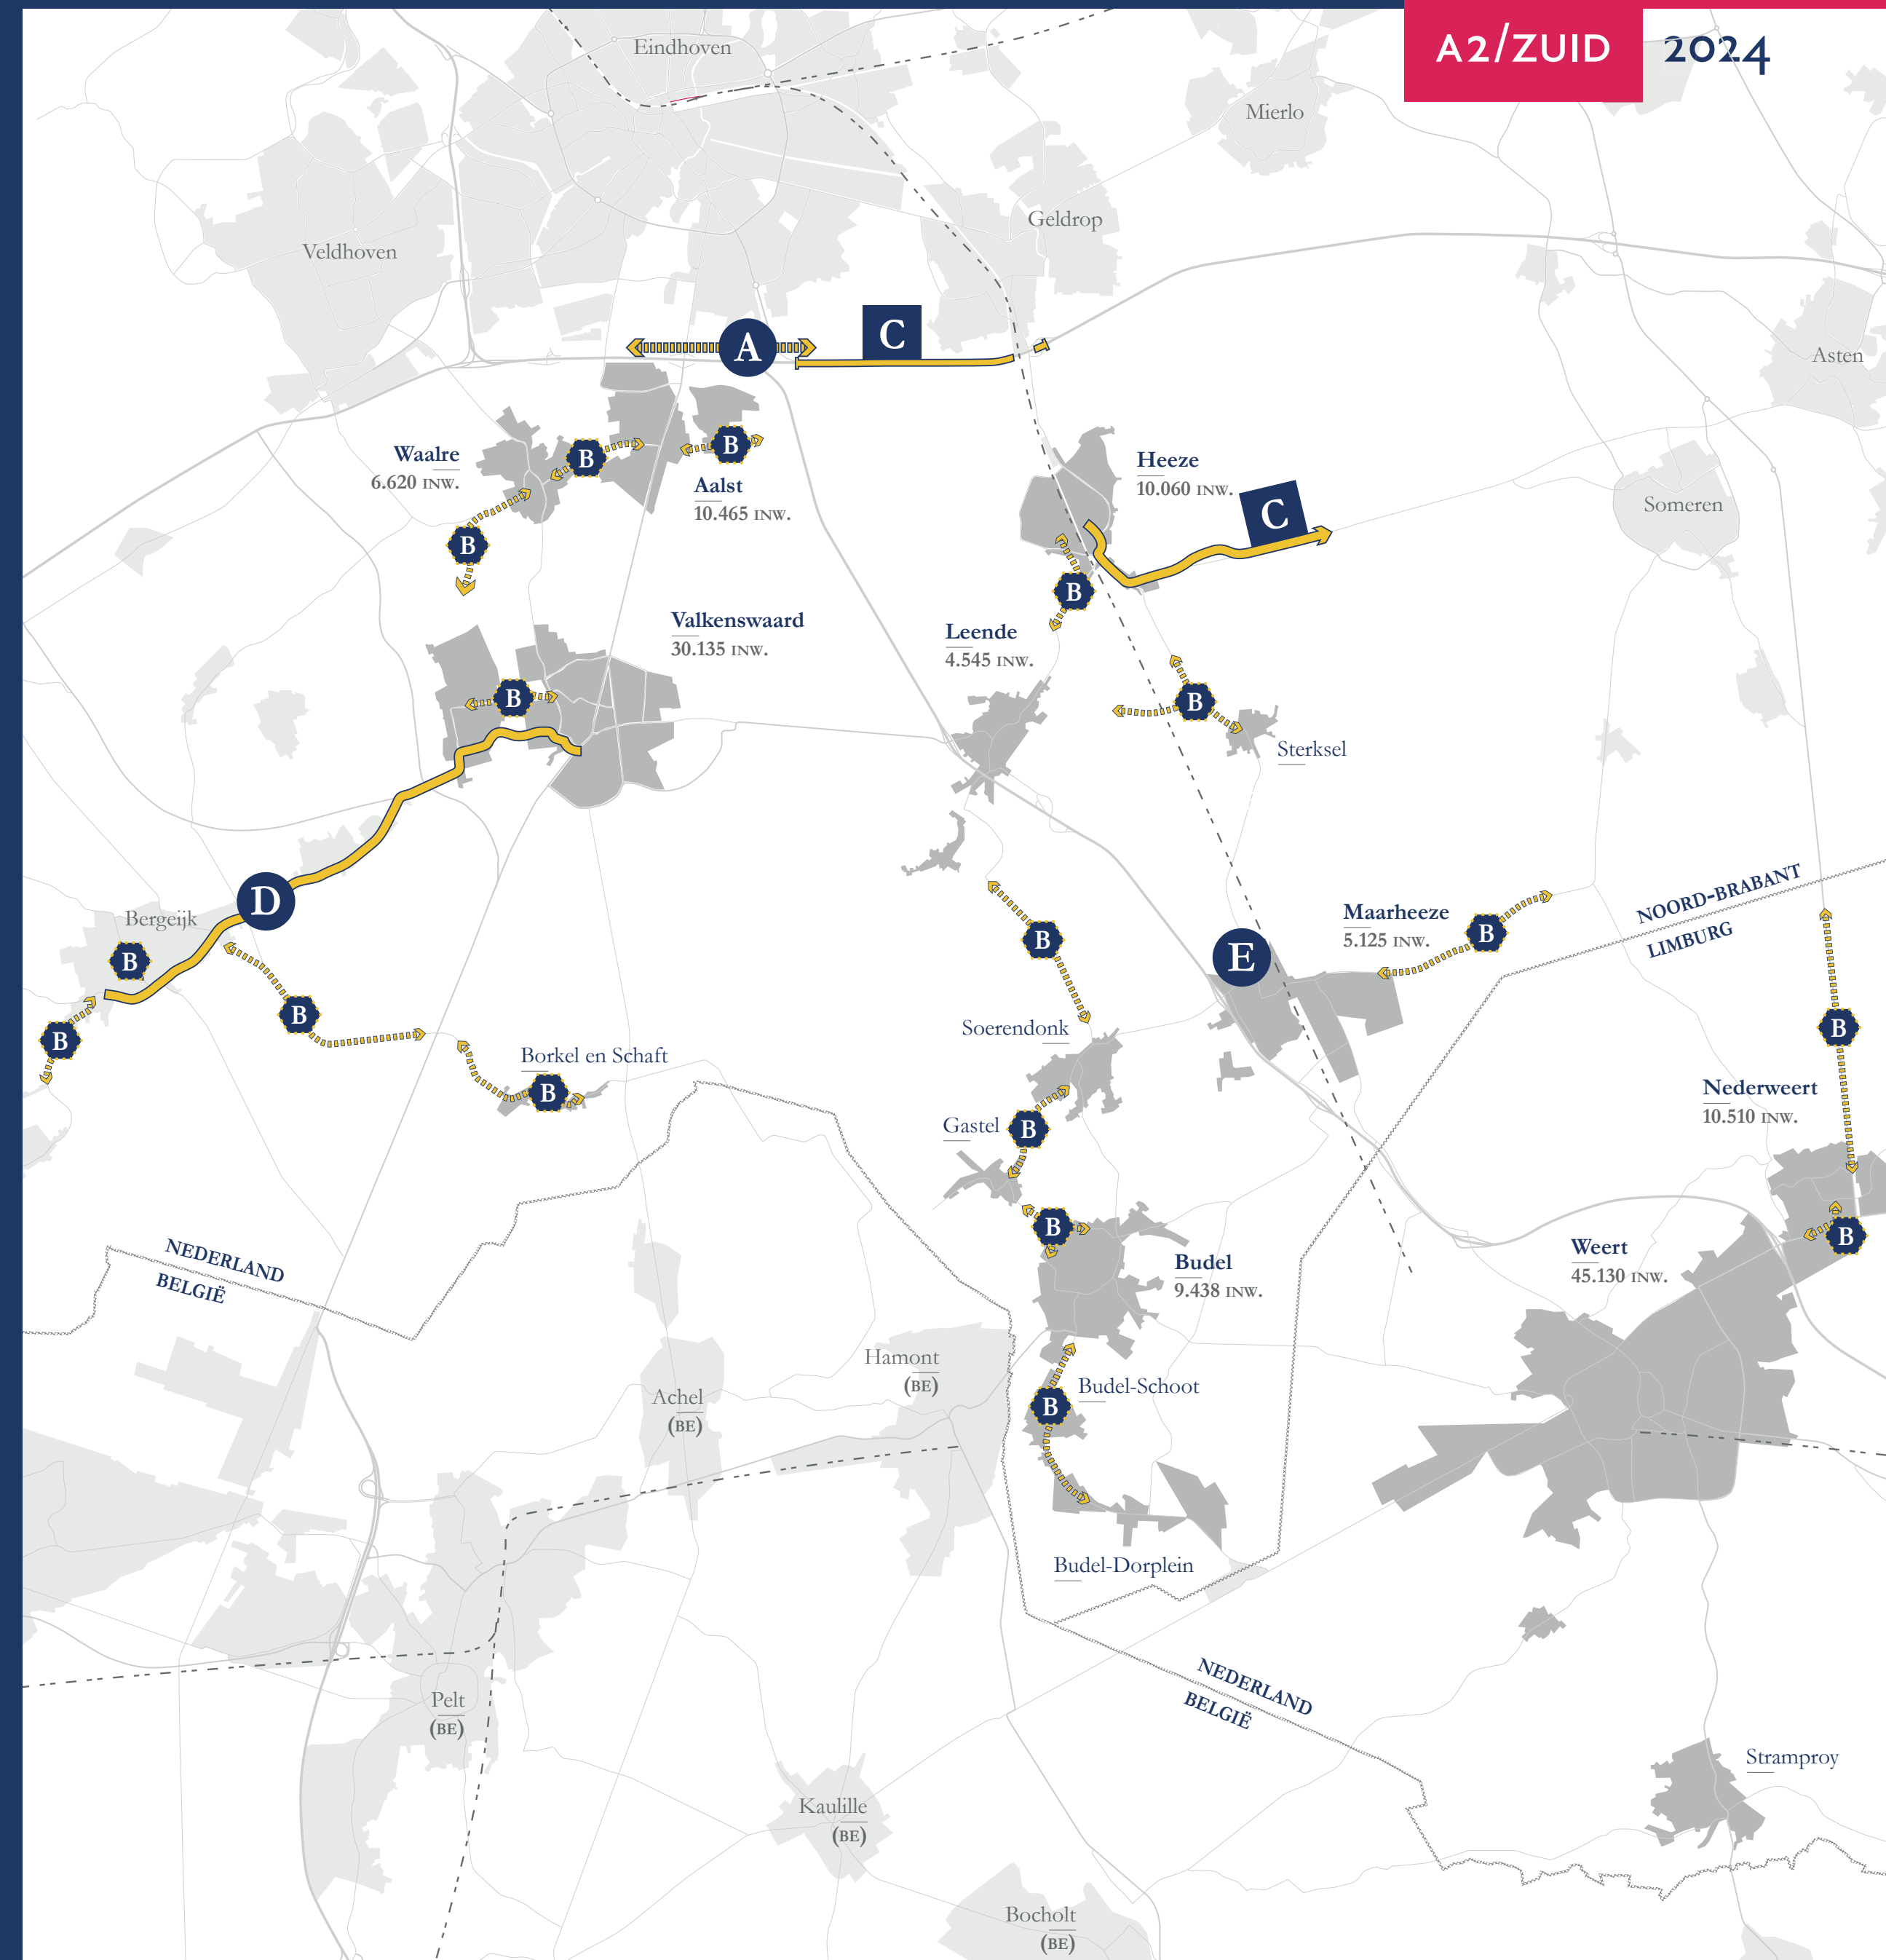 A2/ZUID 2024
Eindhoven
Mierlo
Geldrop
Veldhoven
A
C
Asten
B
B
Waalre
6.620 INW.
Aalst
10.465 INW.
B
Heeze
10.060 INW.
C
Someren
B
Valkenswaard
30.135 INW.
Leende
4.545 INW.
B
B
Sterksel
D
Bergeijk
B
B
B
Borkel en Schaft
B
B
E
Maarheeze
5.125 INW.
B
NOORD-BRABANT
LIMBURG
B
Soerendonk
Nederweert
10.510 INW.
Gastel
B
B
B
Budel
9.438 INW.
Weert
45.130 INW.
NEDERLAND
BELGIË
Hamont
(BE)
Achel
(BE)
B
Budel-Schoot
Budel-Dorplein
NEDERLAND
BELGIË
Pelt
(BE)
Stramproy
Kaulille
(BE)
Bocholt
(BE)